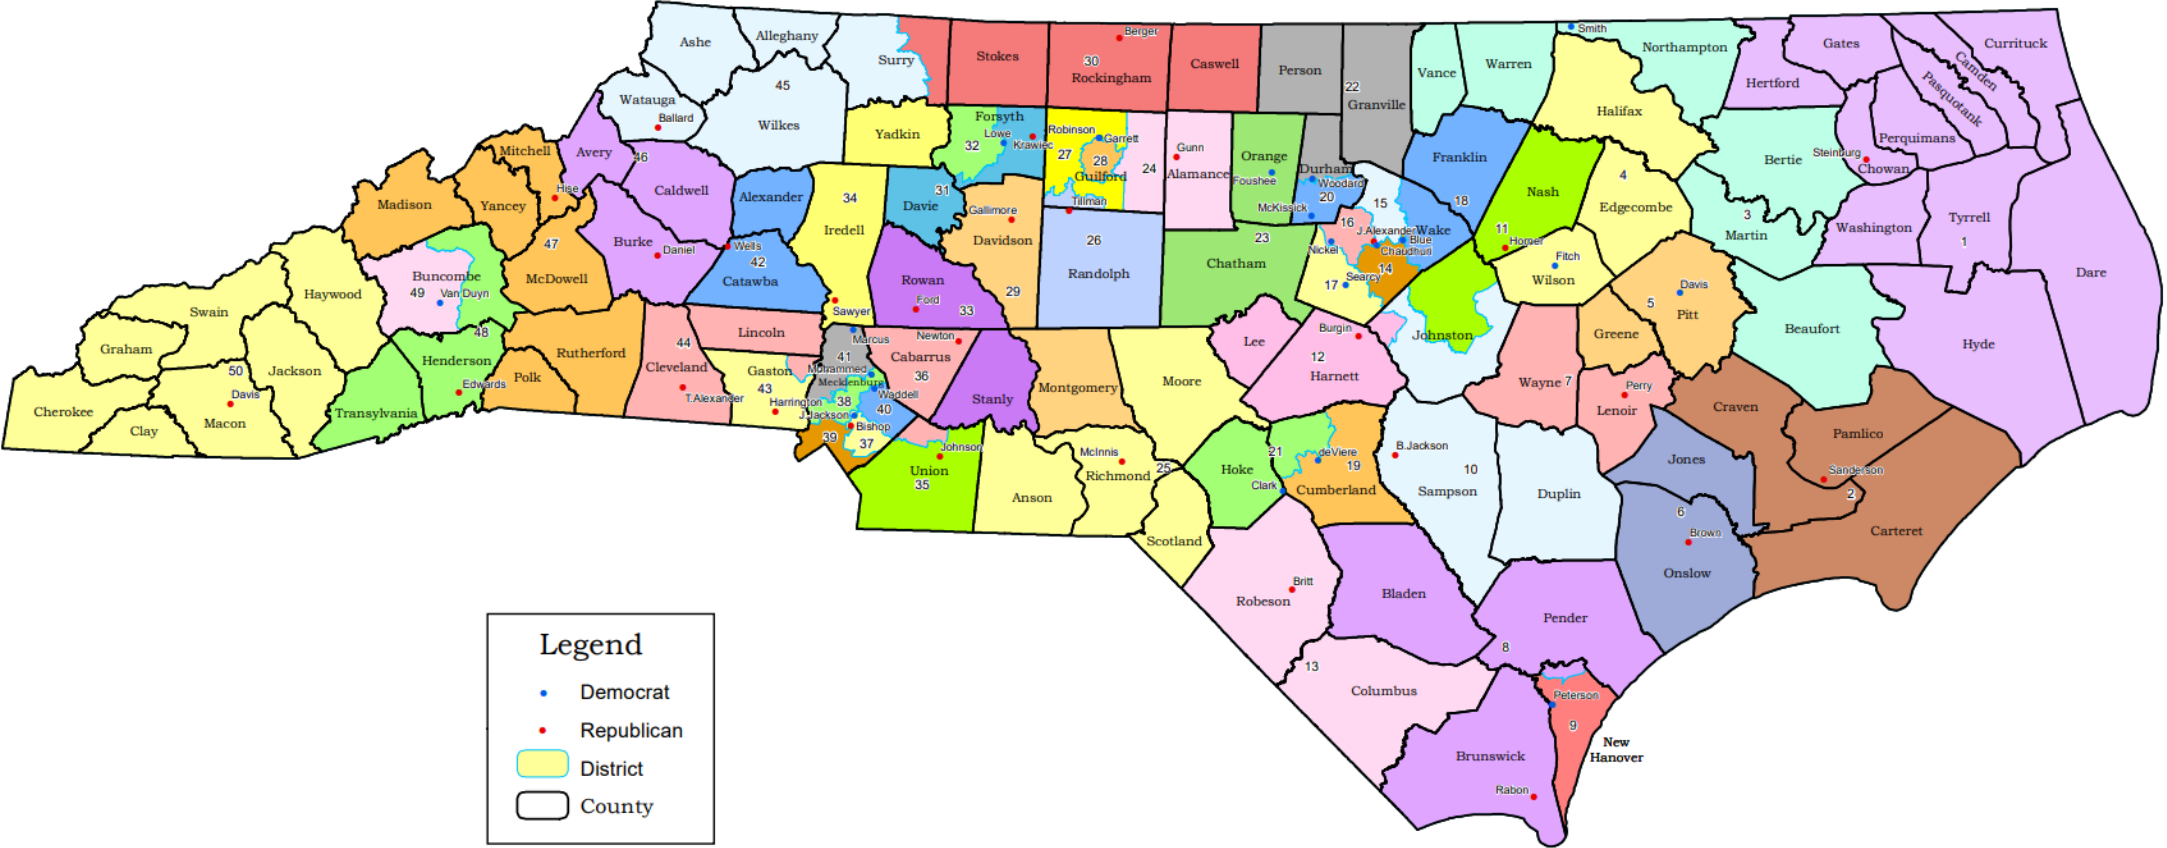 Ashe
Alleghany
Surry
Stokes
30
Rockingham
Berger
Caswell
Person
22
Granville
Vance
Warren
Smith
Northampton
Gates
Camden
Currituck
Hertford
Pasquotank
45
Watauga
Ballard
Wilkes
Yadkin
Forsyth
Lowe
Krawiec
32
Robinson
Garrett
27
28
Guilford
24
Gunn
Alamance
Orange
Foushee
Durham
Woodard
20
McKissick
Franklin
18
Halifax
Perquimans
Steinburg
Chowan
Bertie
Mitchell
Avery
46
Caldwell
Hise
Yancey
Madison
Alexander
34
Iredell
31
Davie
Gallimore
Davidson
Tillman
26
Randolph
23
Chatham
16
15
J.Alexander
Wake
Blue
Nickel
Chaudhuri
14
Searcy
17
Nash
11
Horner
4
Edgecombe
3
Martin
Washington
Tyrrell
1
Dare
47
Burke
Daniel
Wells
42
Catawba
McDowell
Buncombe
49
Van Duyn
Haywood
Swain
Rowan
Ford
33
29
Fitch
Wilson
Davis
5
Pitt
Greene
Beaufort
Hyde
Sawyer
Graham
Jackson
50
Davis
Macon
Cherokee
Clay
48
Henderson
Edwards
Transylvania
Polk
Rutherford
44
Cleveland
T.Alexander
Lincoln
Gaston
43
Harrington
Marcus
41
Muhammed
Mecklenburg
Waddell
38
40
J.Jackson
Bishop
39
37
Newton
Cabarrus
36
Stanly
Montgomery
Moore
Lee
Burgin
12
Harnett
Johnston
Wayne 7
Perry
Lenoir
Craven
Pamlico
Sanderson
2
Carteret
Johnson
Union
35
Anson
McInnis
Richmond
25
Scotland
Hoke
21
Clark
deViere
19
Cumberland
B.Jackson
10
Sampson
Duplin
Jones
6
Brown
Onslow
Britt
Robeson
Bladen
Pender
8
13
Columbus
Peterson
9
New
Hanover
Brunswick
Rabon
Legend
Democrat
Republican
District
County